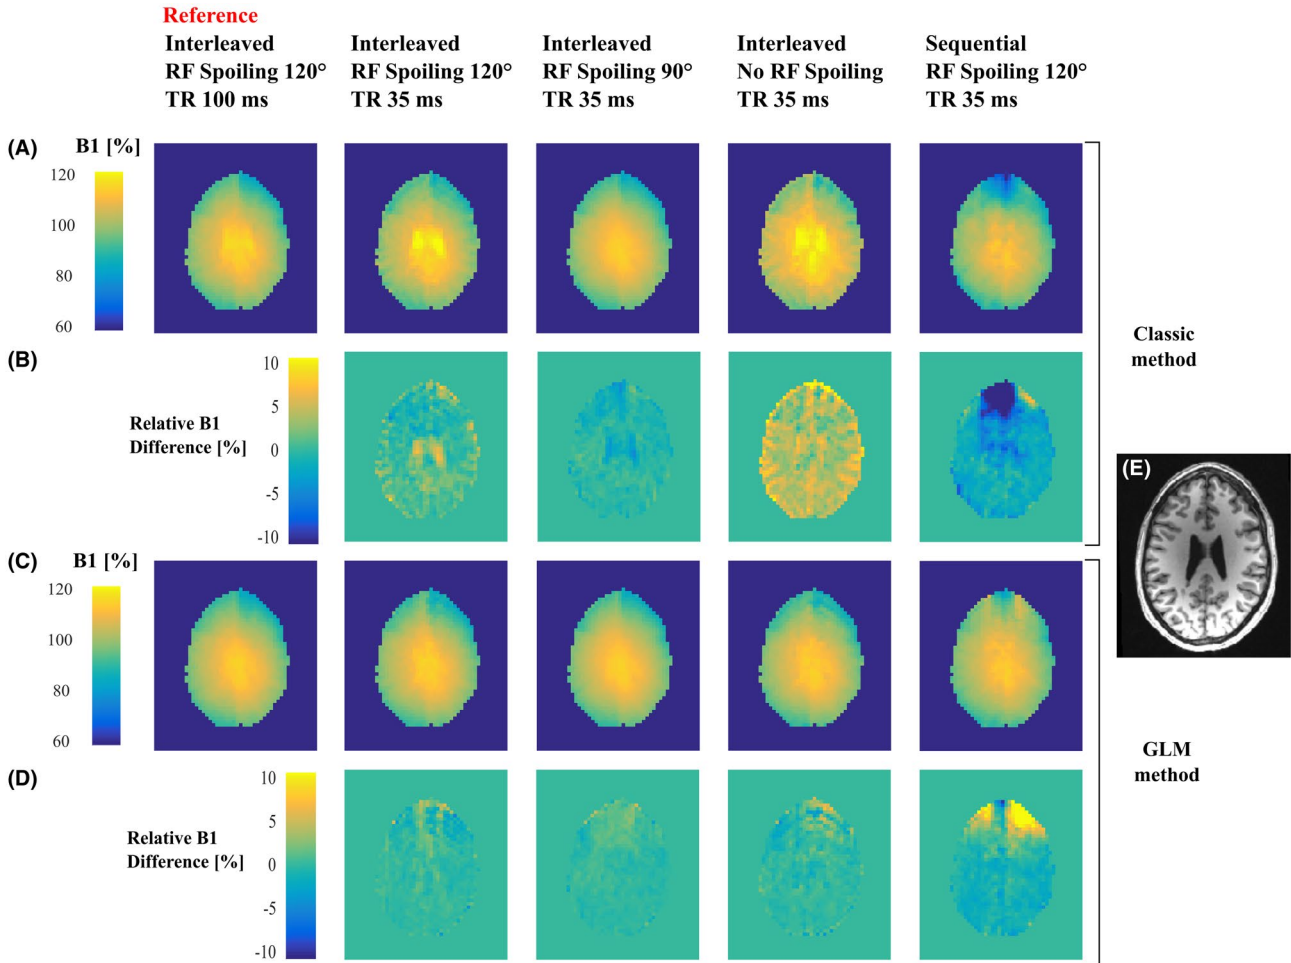 Reference
Interleaved
RF Spoiling 120°
TR 100 ms
Interleaved
RF Spoiling 120°
TR 35 ms
Interleaved
RF Spoiling 90°
TR 35 ms
Interleaved
No RF Spoiling
TR 35 ms
Sequential
RF Spoiling 120°
TR 35 ms
(A)
B1 [%]
120
100
80
60
Classic
method
(B)
Relative B1
Difference [%]
10
5
0
-5
-10
(E)
(C)
B1 [%]
120
100
80
60
GLM
method
(D)
Relative B1
Difference [%]
10
5
0
-5
-10